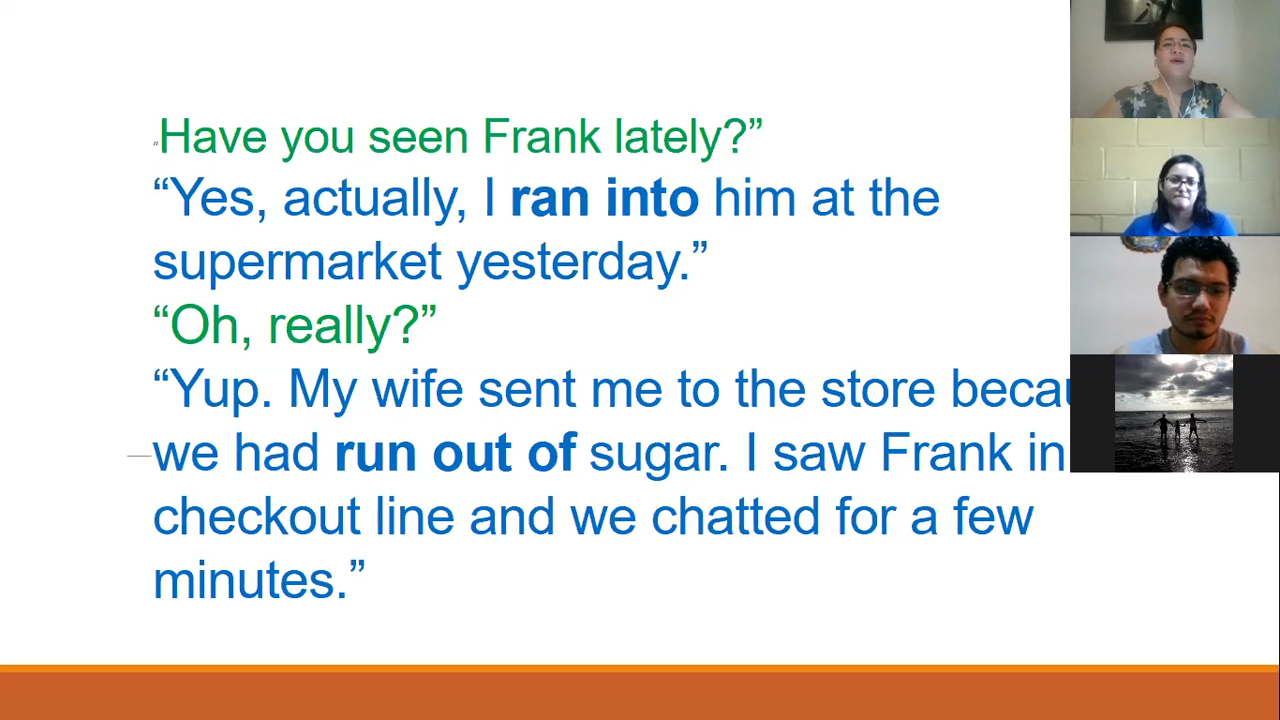 “Have you seen Frank lately?”
“Yes, actually, I ran into him at the
supermarket yesterday.”
“Oh, really?”
“Yup. My wife sent me to the store
we had run out of sugar. I saw Frank in
checkout line and we chatted for a few
minutes.”